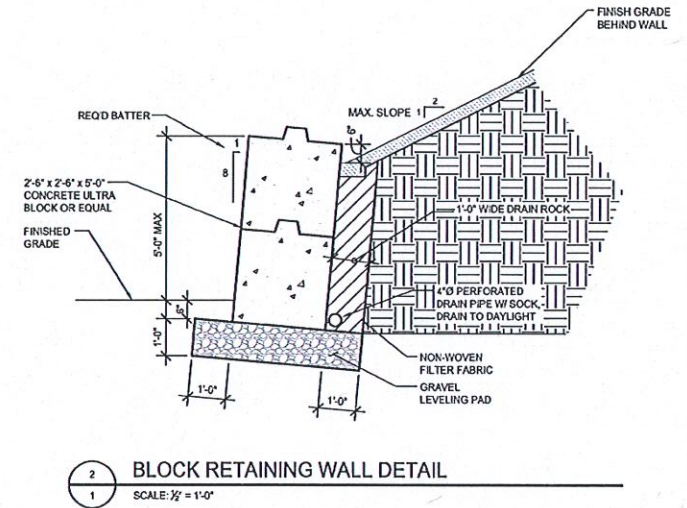 FINISH GRADE
BEHIND WALL
2
MAX. SLOPE 1
REQ'D BATTER
6"
1
8
2'-6" x 2'-6" x 5'-0"
CONCRETE ULTRA
BLOCK OR EQUAL
5'-0" MAX
1'-0" WIDE DRAIN ROCK
FINISHED
GRADE
4"Ø PERFORATED
DRAIN PIPE W/ SOCK,
DRAIN TO DAYLIGHT
6"
1'-0"
NON-WOVEN
FILTER FABRIC
GRAVEL
LEVELING PAD
1'-0"
1'-0"
2
1
BLOCK RETAINING WALL DETAIL
SCALE: ½" = 1'-0"